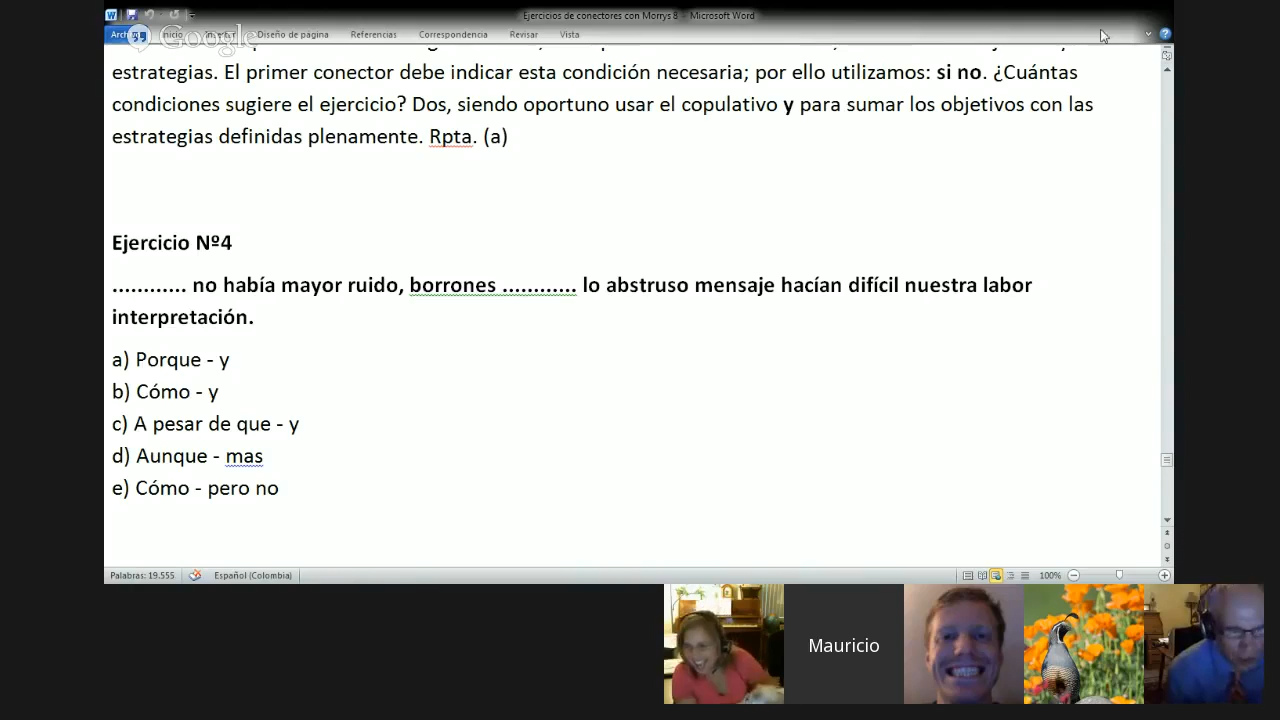 Ejercicios de conectores con Morrys 8 - Microsoft Word
Google
Diseño de página Referencias Correspondencia Revisar Vista
estrategias. El primer conector debe indicar esta condición necesaria; por ello utilizamos: si no. ¿Cuántas
condiciones sugiere el ejercicio? Dos, siendo oportuno usar el copulativo y para sumar los objetivos con las
estrategias definidas plenamente. Rpta. (a)
Ejercicio Nº4
............ no había mayor ruido, borrones ............ lo abstruso mensaje hacían difícil nuestra labor
interpretación.
a) Porque - y
b) Cómo - y
c) A pesar de que - y
d) Aunque - mas
e) Cómo - pero no
Palabras: 19.555 Español (Colombia) 100%
Mauricio